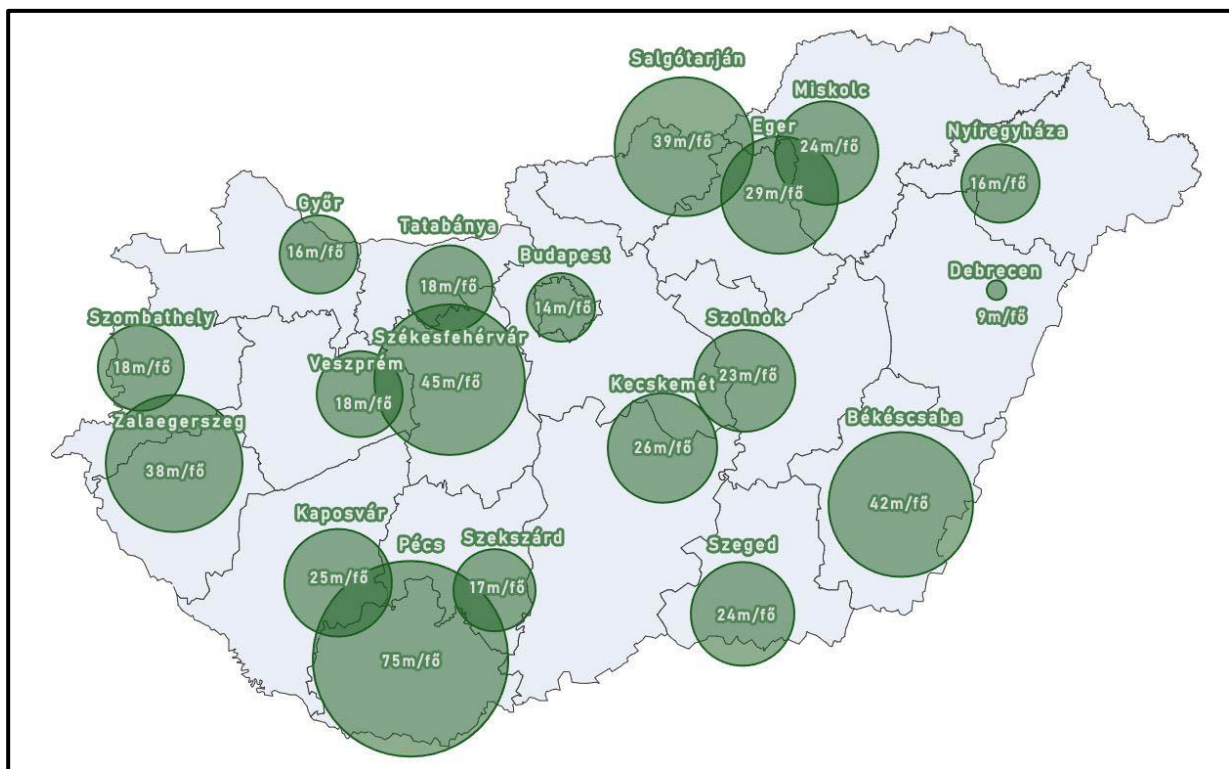 Salgótarján
39m/fő
Miskolc
24m/fő
Eger
29m/fő
Nyíregyháza
16m/fő
Győr
16m/fő
Tatabánya
18m/fő
Budapest
14m/fő
Debrecen
9m/fő
Szombathely
18m/fő
Székesfehérvár
45m/fő
Veszprém
18m/fő
Szolnok
23m/fő
Kecskemét
26m/fő
Zalaegerszeg
38m/fő
Békéscsaba
42m/fő
Kaposvár
25m/fő
Pécs
75m/fő
Szekszárd
17m/fő
Szeged
24m/fő